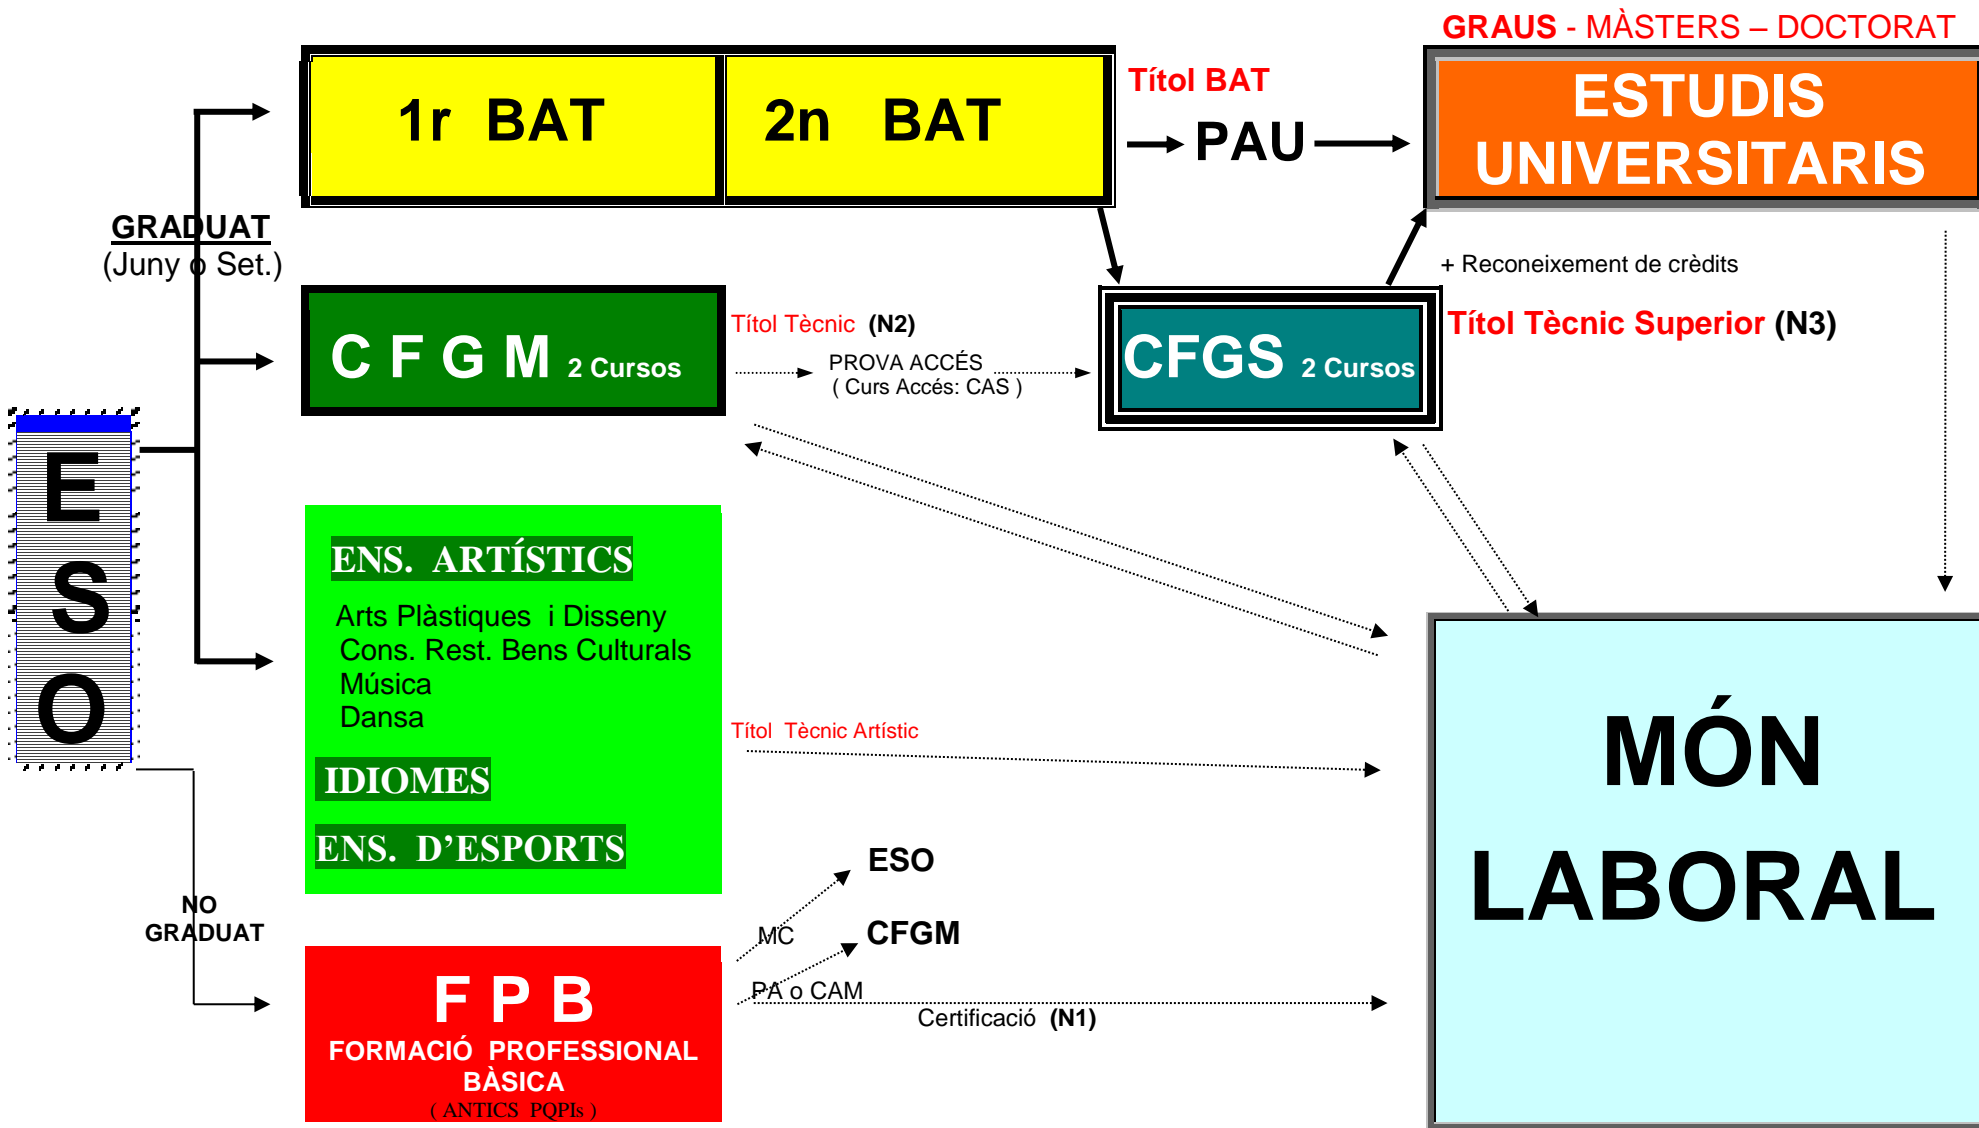 GRAUS - MÀSTERS – DOCTORAT
1r BAT
2n BAT
Títol BAT
PAU
ESTUDIS
UNIVERSITARIS
GRADUAT
(Juny o Set.)
+ Reconeixement de crèdits
C F G M 2 Cursos
Títol Tècnic (N2)
PROVA ACCÉS
( Curs Accés: CAS )
CFGS 2 Cursos
Títol Tècnic Superior (N3)
E
S
O
ENS. ARTÍSTICS
Arts Plàstiques i Disseny
Cons. Rest. Bens Culturals
Música
Dansa
IDIOMES
ENS. D’ESPORTS
Títol Tècnic Artístic
MÓN
LABORAL
NO
GRADUAT
ESO
MC
CFGM
PA o CAM
Certificació (N1)
F P B
FORMACIÓ PROFESSIONAL
BÀSICA
( ANTICS PQPIs )